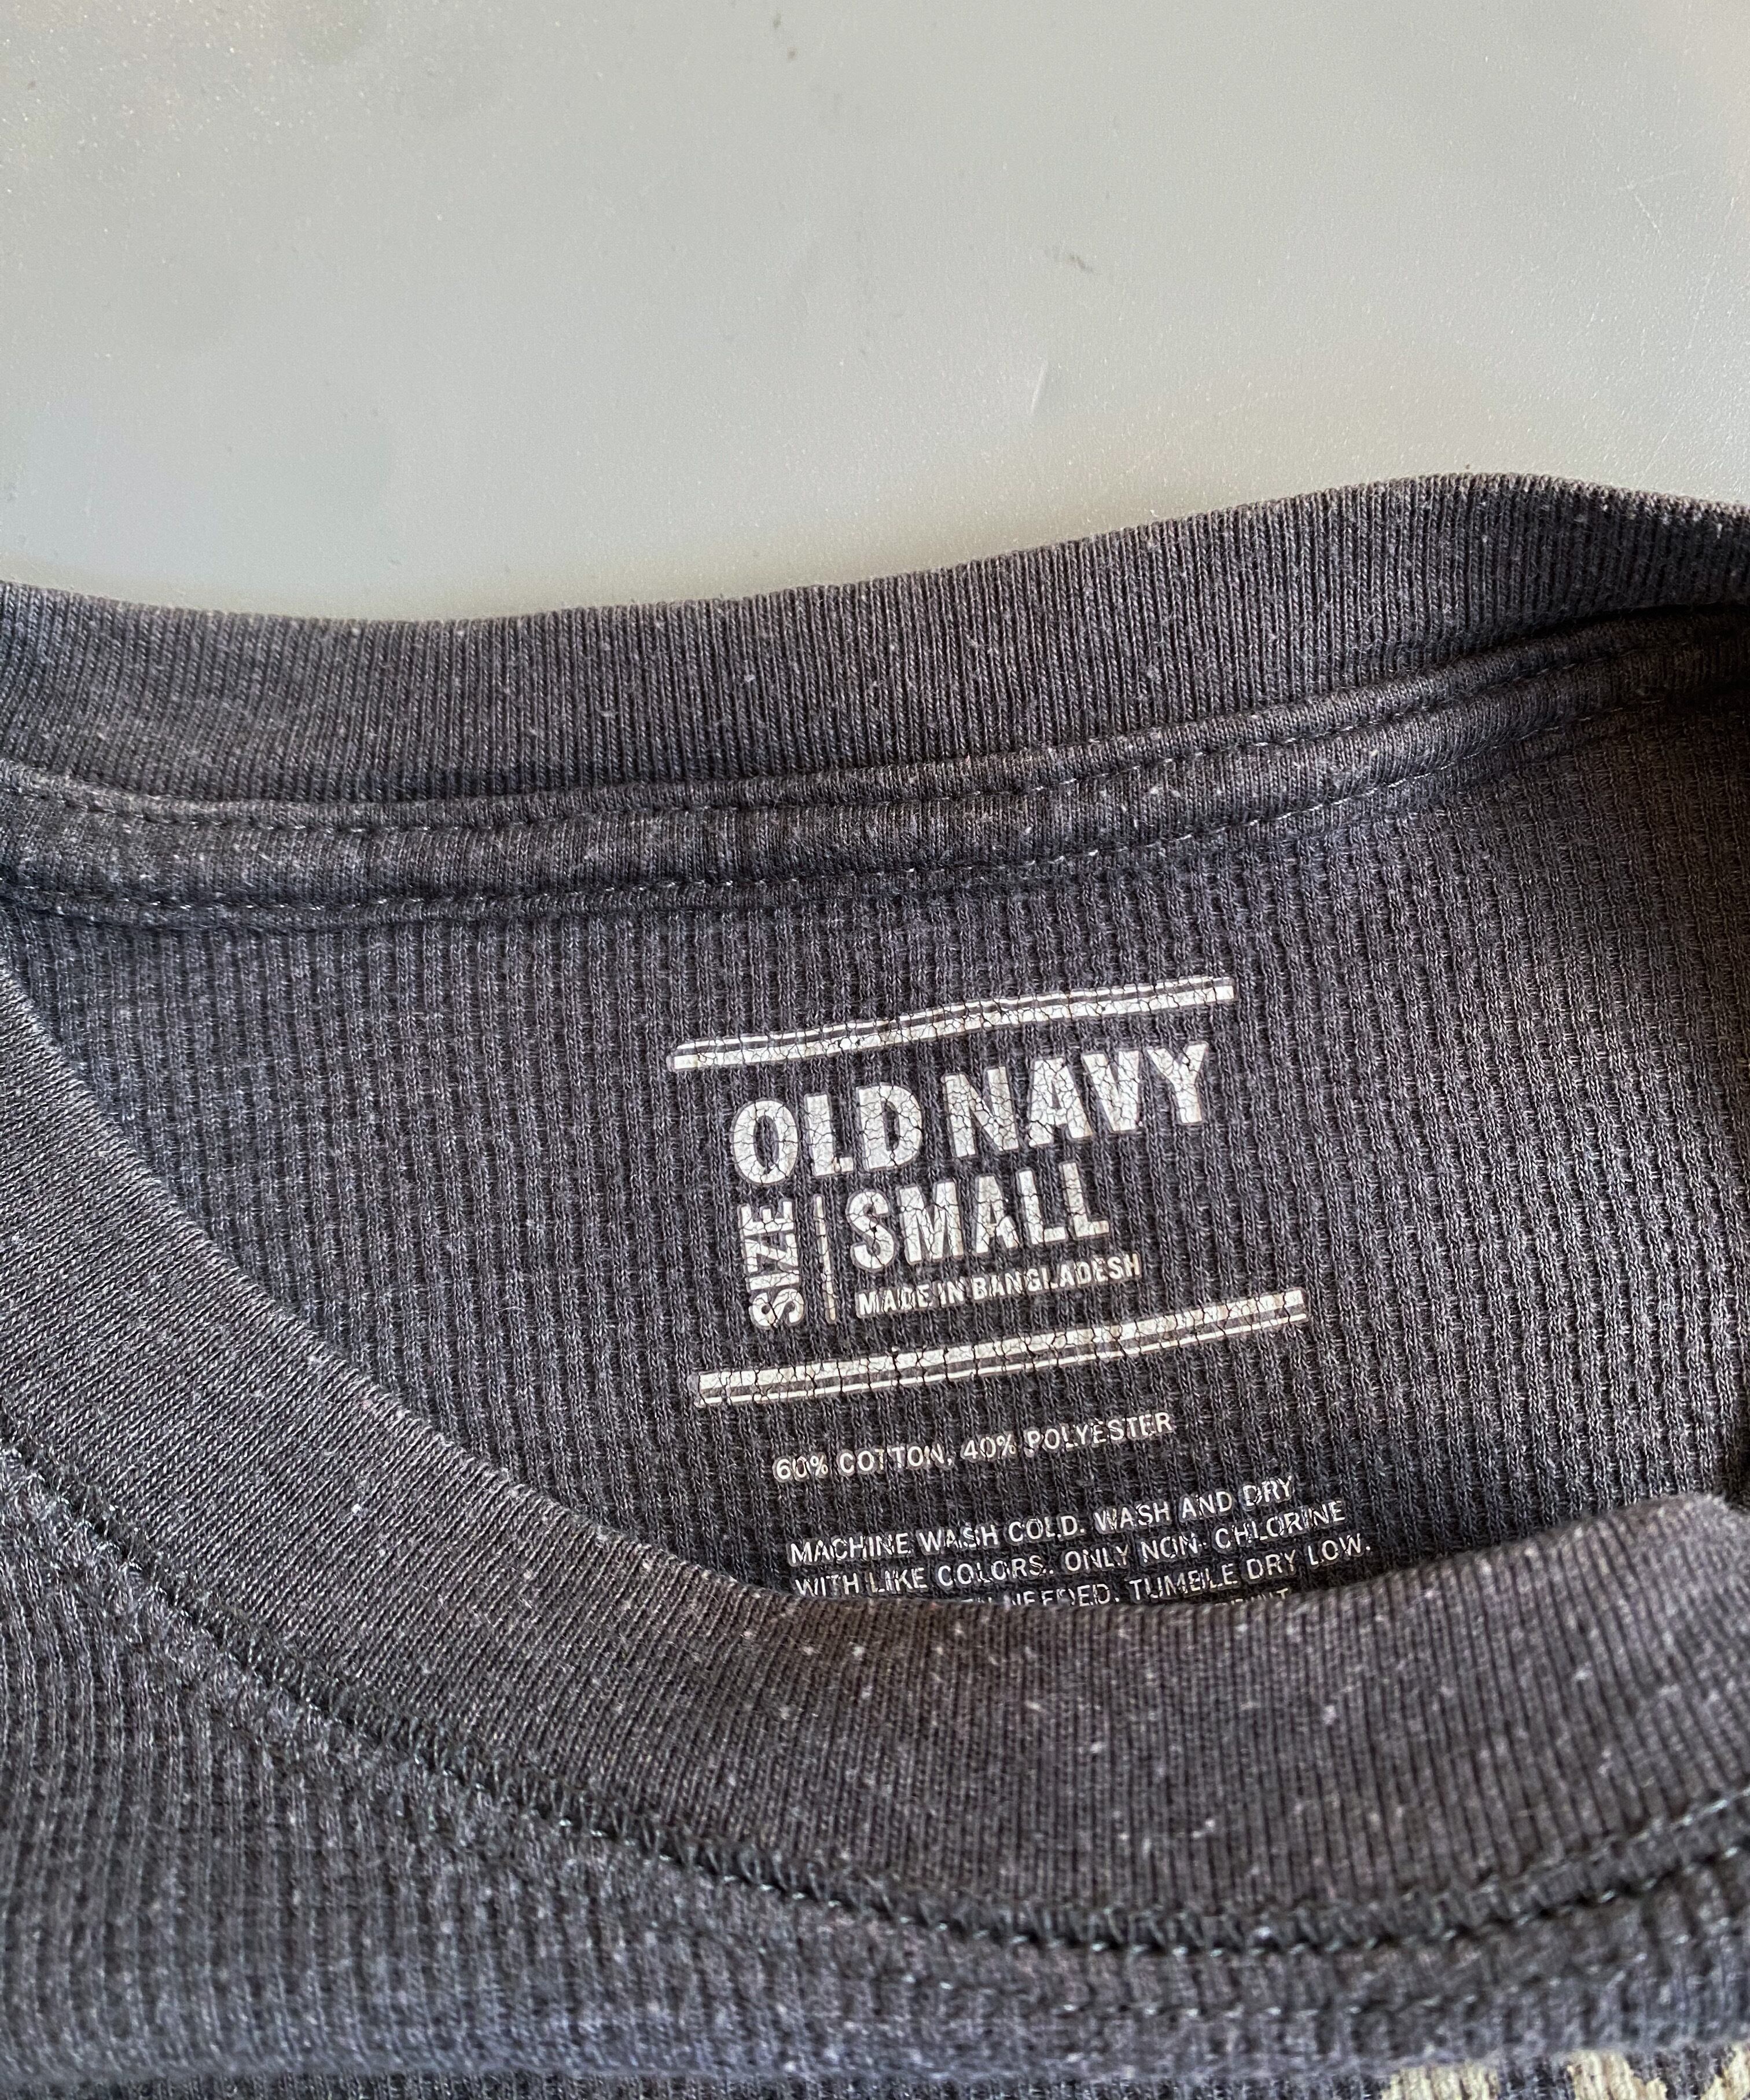 OLD NAVY
SIZE
SMALL
MADE IN BANGLADESH
60% COTTON, 40% POLYESTER
MACHINE WASH COLD. WASH AND DRY
WITH LIKE COLORS. ONLY NON- CHLORINE
NEEDED. TUMBLE DRY LOW.